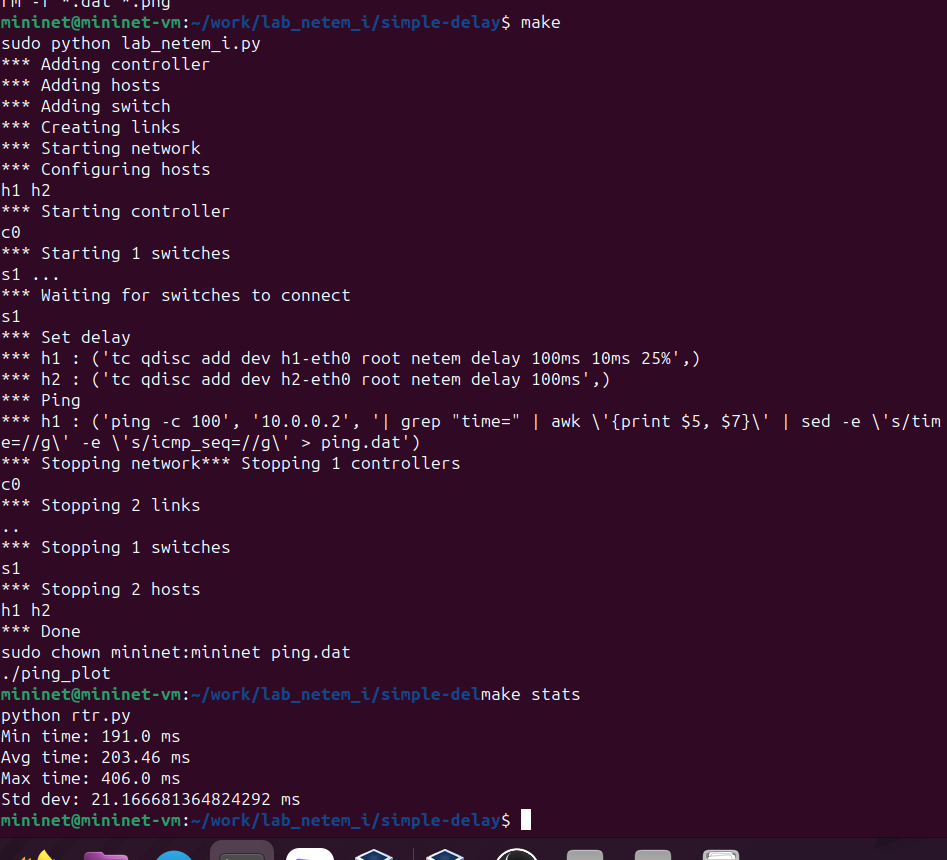 rm -f *.dat *.png
mininet@mininet-vm:~/work/lab_netem_i/simple-delay$ make
sudo python lab_netem_i.py
*** Adding controller
*** Adding hosts
*** Adding switch
*** Creating links
*** Starting network
*** Configuring hosts
h1 h2
*** Starting controller
c0
*** Starting 1 switches
s1 ...
*** Waiting for switches to connect
s1
*** Set delay
*** h1 : ('tc qdisc add dev h1-eth0 root netem delay 100ms 10ms 25%',)
*** h2 : ('tc qdisc add dev h2-eth0 root netem delay 100ms',)
*** Ping
*** h1 : ('ping -c 100', '10.0.0.2', '| grep "time=" | awk \'{print $5, $7}\' | sed -e \'s/tim
e=//g\' -e \'s/icmp_seq=//g\' > ping.dat')
*** Stopping network*** Stopping 1 controllers
c0
*** Stopping 2 links
..
*** Stopping 1 switches
s1
*** Stopping 2 hosts
h1 h2
*** Done
sudo chown mininet:mininet ping.dat
./ping_plot
mininet@mininet-vm:~/work/lab_netem_i/simple-delmake stats
python rtr.py
Min time: 191.0 ms
Avg time: 203.46 ms
Max time: 406.0 ms
Std dev: 21.166681364824292 ms
mininet@mininet-vm:~/work/lab_netem_i/simple-delay$